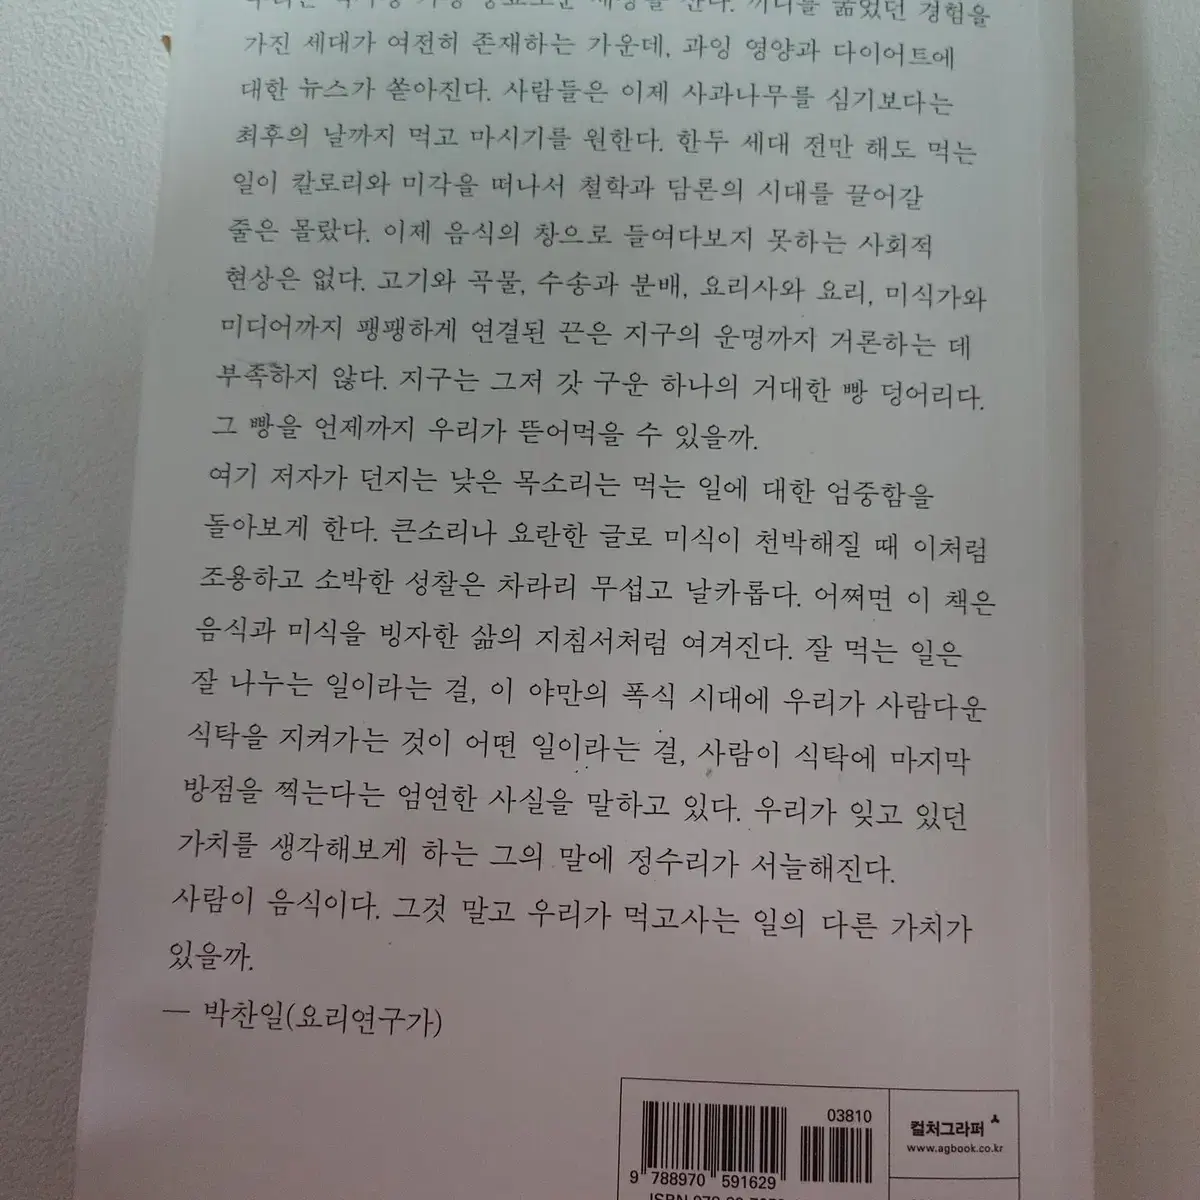 가진 세대가 여전히 존재하는 가운데, 과잉 영양과 다이어트에
대한 뉴스가 쏟아진다. 사람들은 이제 사과나무를 심기보다는
최후의 날까지 먹고 마시기를 원한다. 한두 세대 전만 해도 먹는
일이 칼로리와 미각을 떠나서 철학과 담론의 시대를 끌어갈
줄은 몰랐다. 이제 음식의 창으로 들여다보지 못하는 사회적
현상은 없다. 고기와 곡물, 수송과 분배, 요리사와 요리, 미식가와
미디어까지 팽팽하게 연결된 끈은 지구의 운명까지 거론하는 데
부족하지 않다. 지구는 그저 갓 구운 하나의 거대한 빵 덩어리다.
그 빵을 언제까지 우리가 뜯어먹을 수 있을까.
여기 저자가 던지는 낮은 목소리는 먹는 일에 대한 엄중함을
돌아보게 한다. 큰소리나 요란한 글로 미식이 천박해질 때 이처럼
조용하고 소박한 성찰은 차라리 무섭고 날카롭다. 어쩌면 이 책은
음식과 미식을 빙자한 삶의 지침서처럼 여겨진다. 잘 먹는 일은
잘 나누는 일이라는 걸, 이 야만의 폭식 시대에 우리가 사람다운
식탁을 지켜가는 것이 어떤 일이라는 걸, 사람이 식탁에 마지막
방점을 찍는다는 엄연한 사실을 말하고 있다. 우리가 잊고 있던
가치를 생각해보게 하는 그의 말에 정수리가 서늘해진다.
사람이 음식이다. 그것 말고 우리가 먹고사는 일의 다른 가치가
있을까.
— 박찬일(요리연구가)
03810
컬처그라퍼
www.agbook.co.kr
9 788970 591629